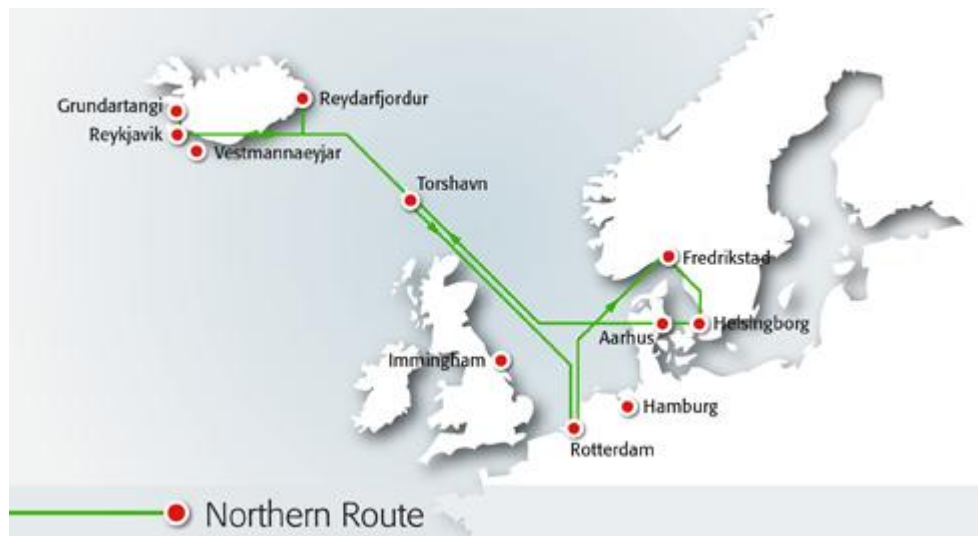 Grundartangi
Reydarfjordur
Reykjavik
Vestmannaeyjar
Torshavn
Fredrikstad
Aarhus
Helsingborg
Immingham
Hamburg
Rotterdam
Northern Route